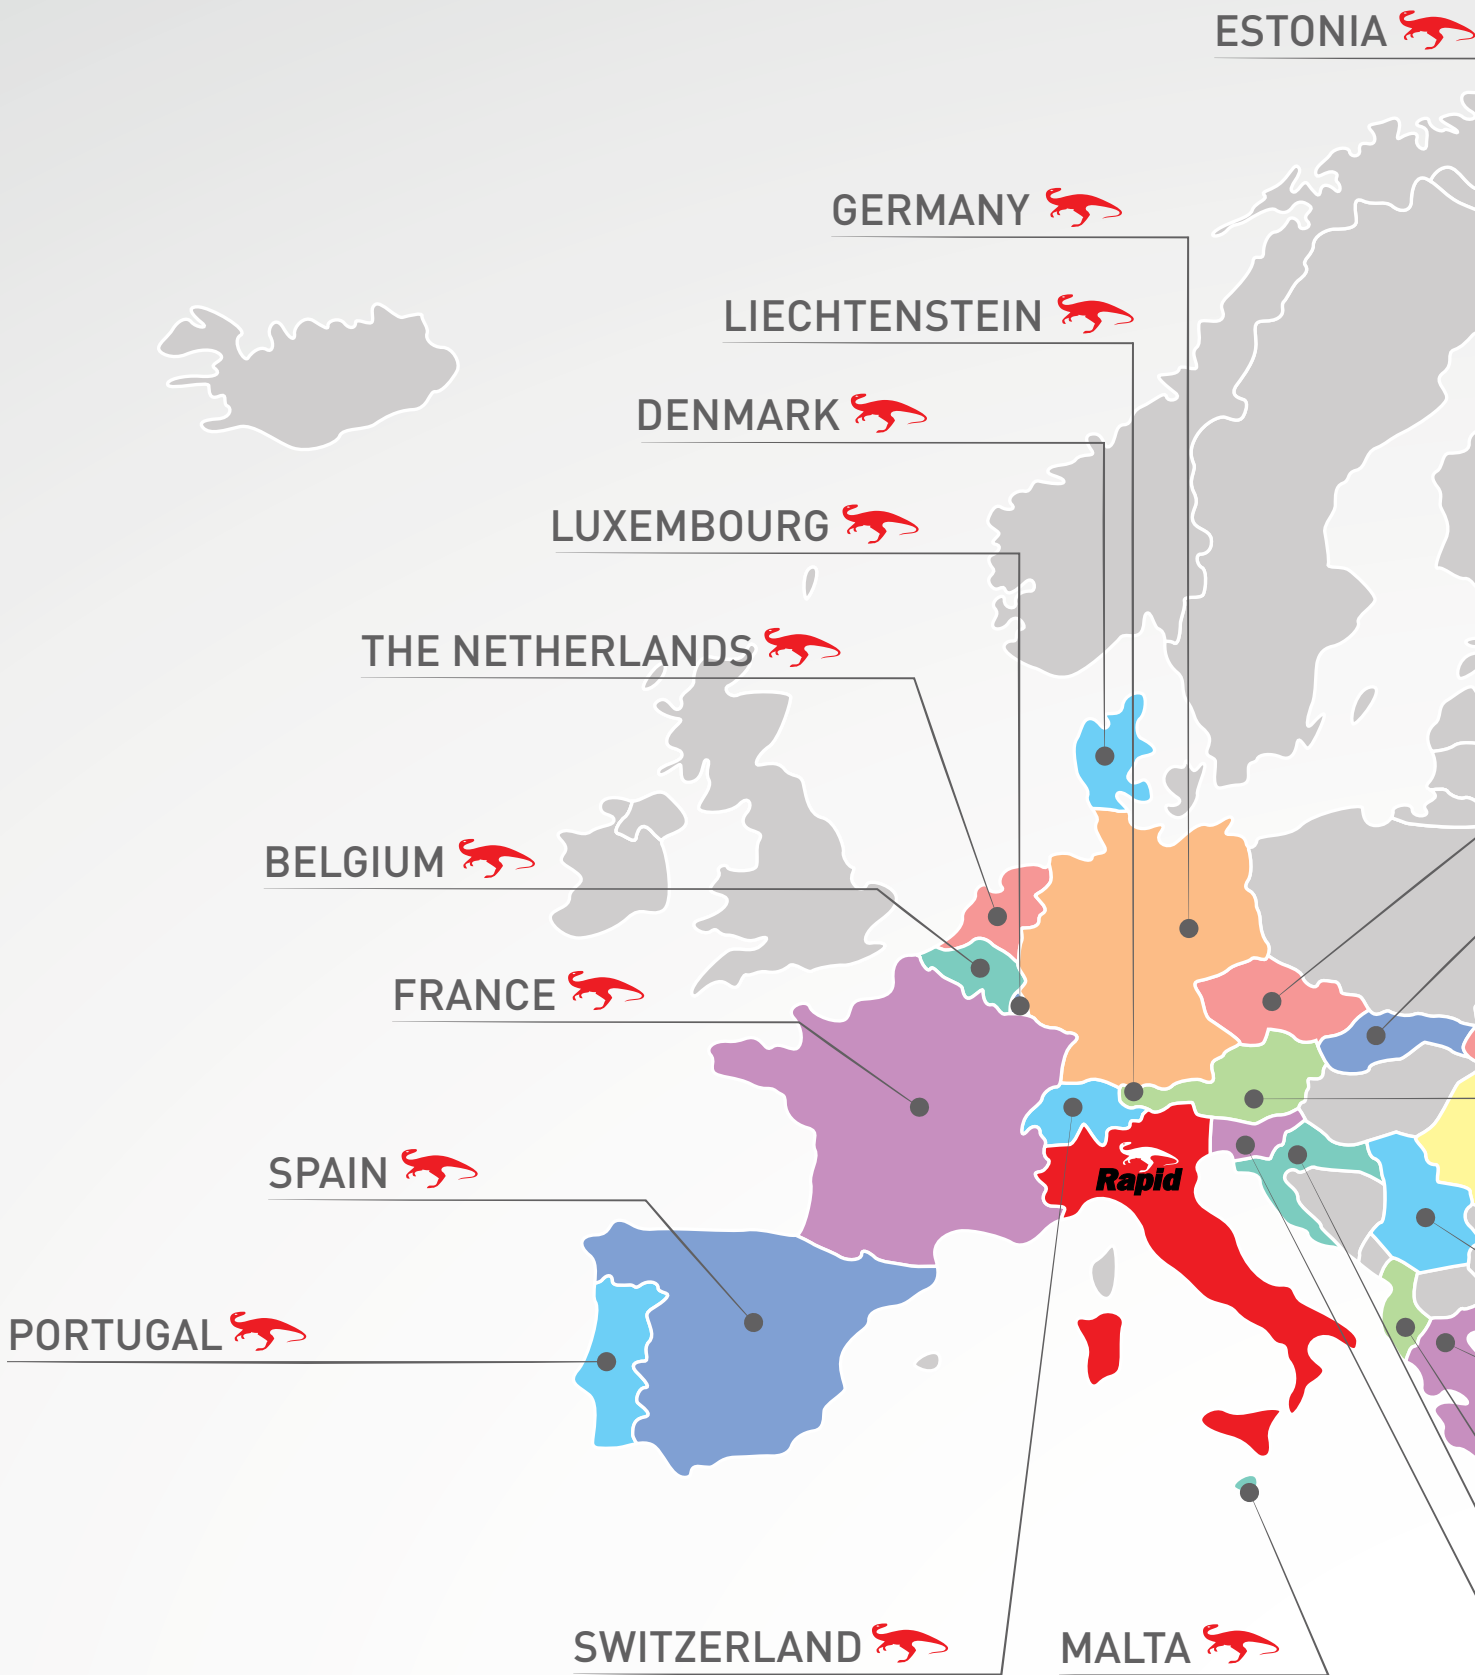 ESTONIA
GERMANY
LIECHTENSTEIN
DENMARK
LUXEMBOURG
THE NETHERLANDS
BELGIUM
FRANCE
SPAIN
Rapid
PORTUGAL
SWITZERLAND
MALTA